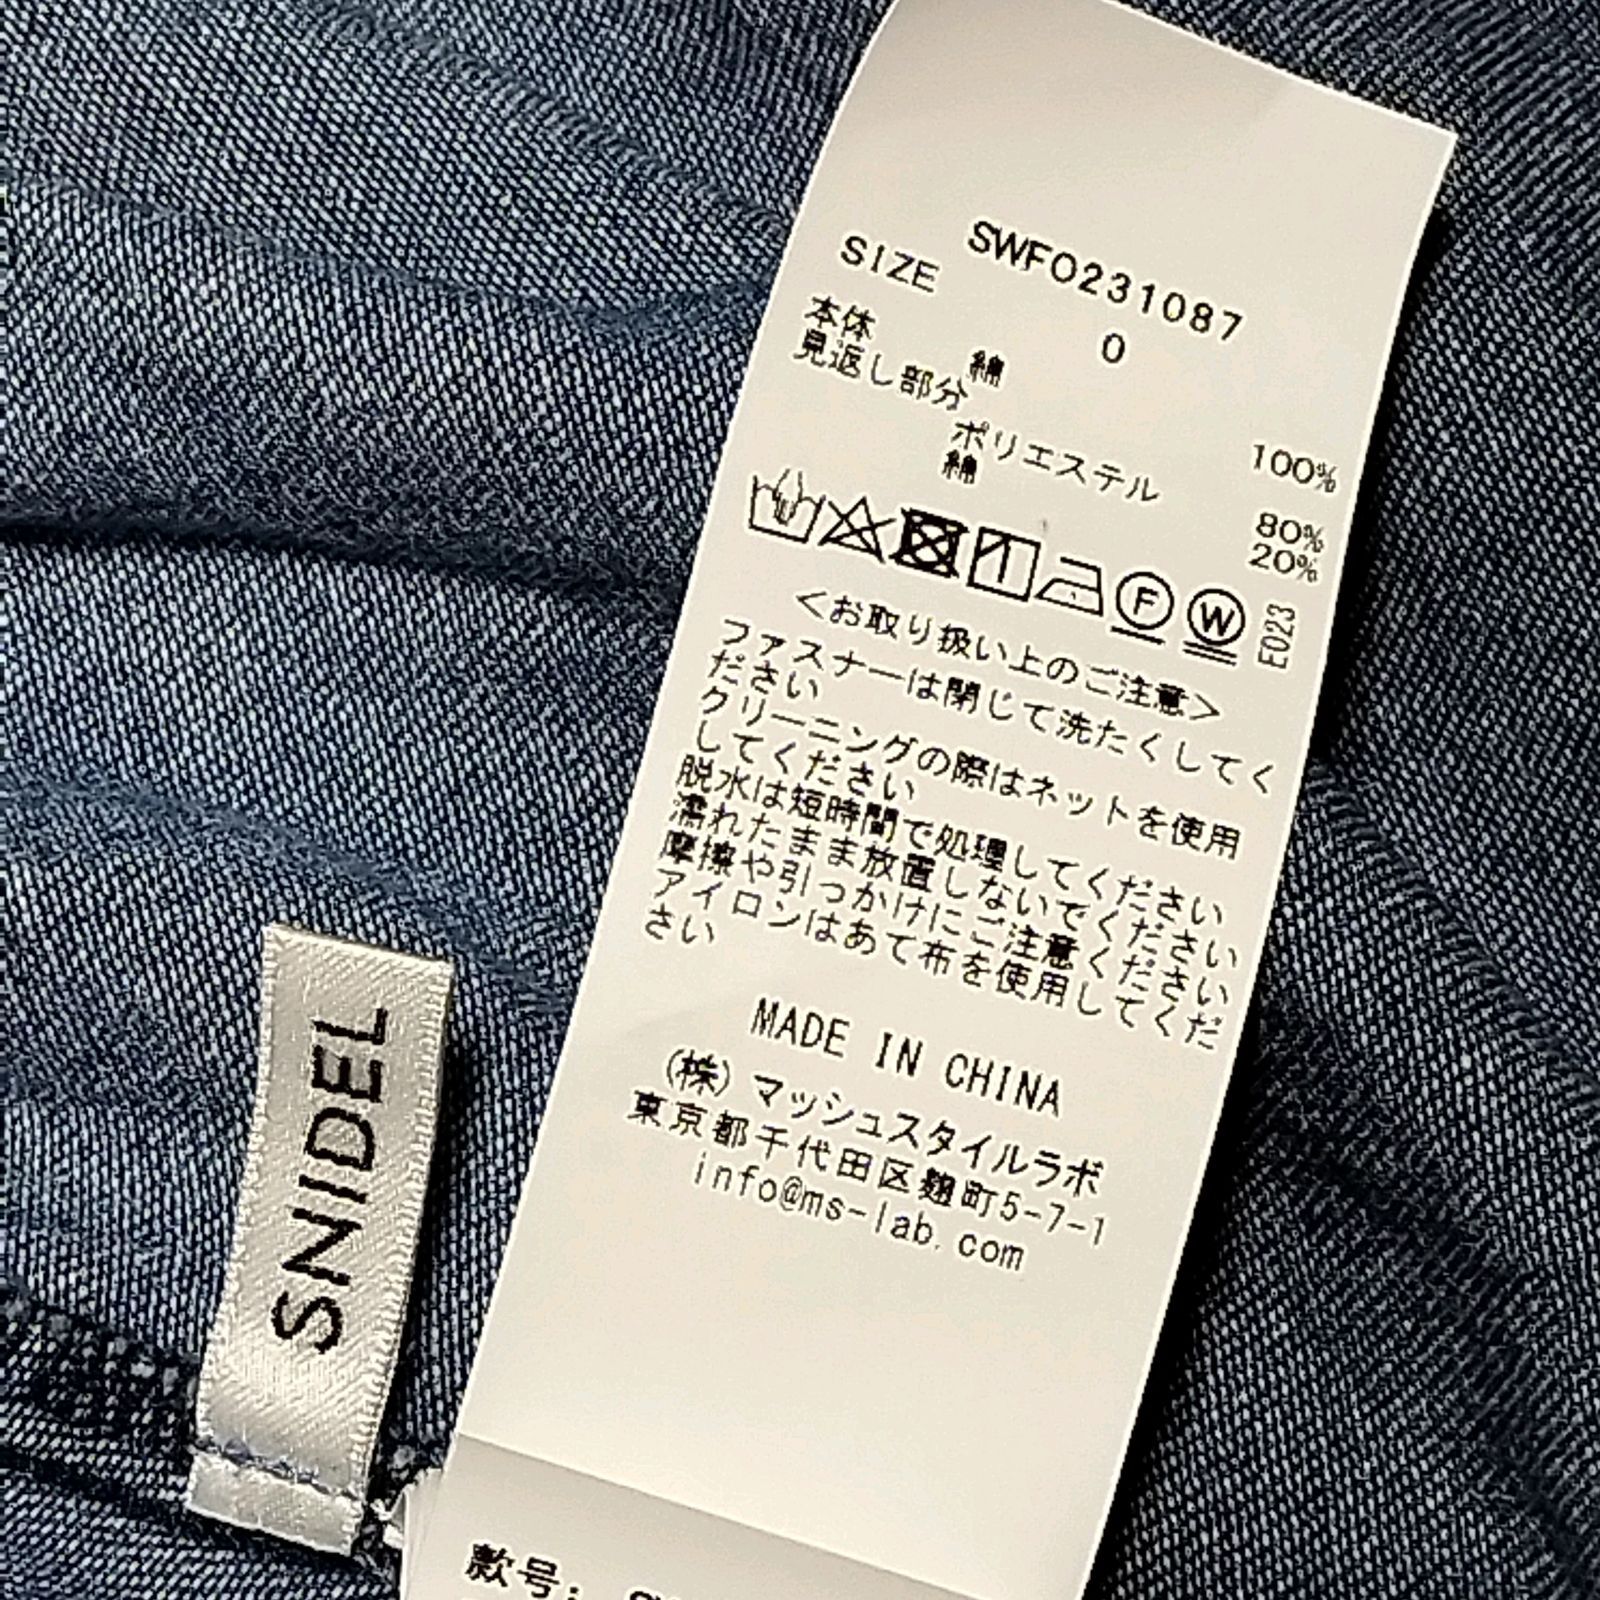 SWFO231087
SIZE 0
本体
綿 100%
見返し部分
ポリエステル 80%
綿 20%
F W E023
＜お取り扱い上のご注意＞
ファスナーは閉じて洗たくしてく
ださい
クリーニングの際はネットを使用
してください
脱水は短時間で処理してください
濡れたまま放置しないでください
摩擦や引っかけにご注意ください
アイロンはあて布を使用してくだ
さい
MADE IN CHINA
(株)マッシュスタイルラボ
東京都千代田区麹町5-7-1
info@ms-lab.com
SNIDEL
款号: